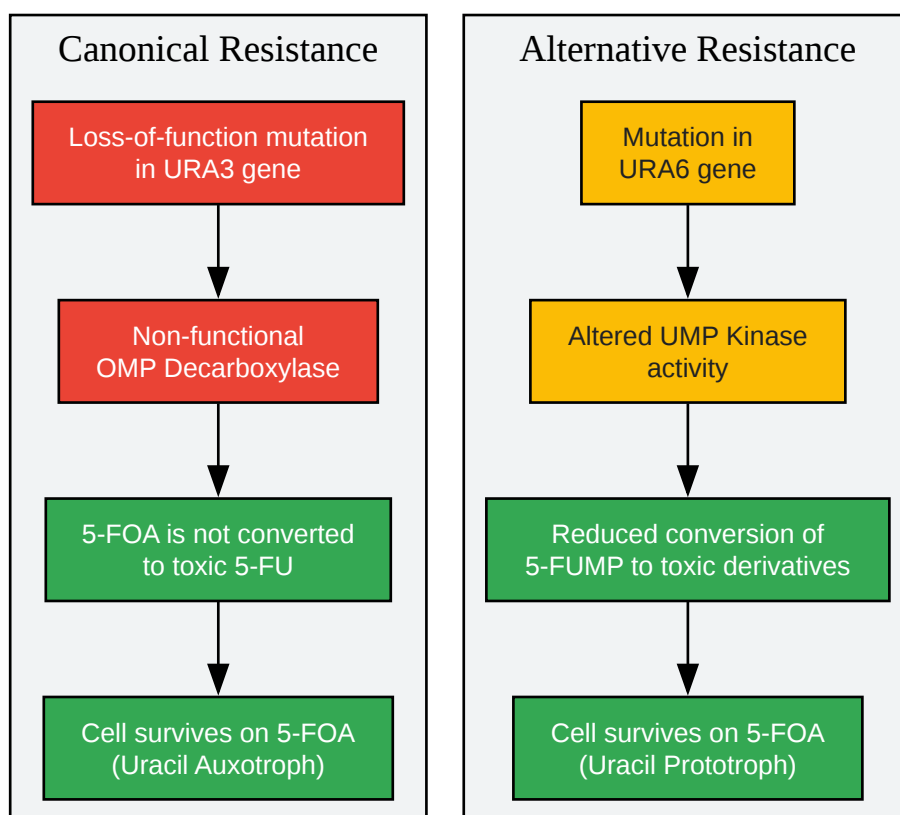 Canonical Resistance
Loss-of-function mutation
in URA3 gene
Non-functional
OMP Decarboxylase
5-FOA is not converted
to toxic 5-FU
Cell survives on 5-FOA
(Uracil Auxotroph)
Alternative Resistance
Mutation in
URA6 gene
Altered UMP Kinase
activity
Reduced conversion of
5-FUMP to toxic derivatives
Cell survives on 5-FOA
(Uracil Prototroph)